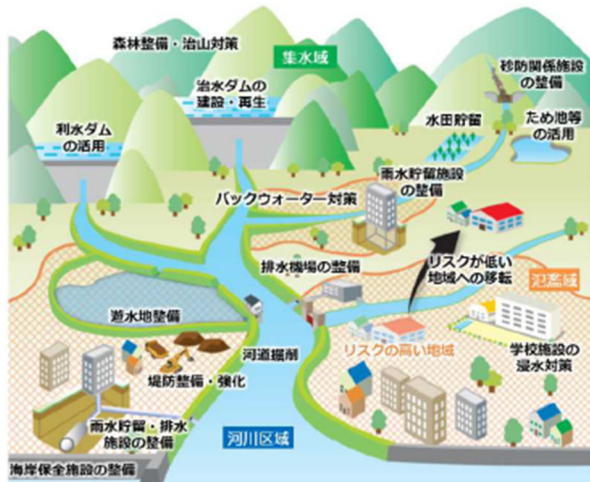 森林整備・治山対策
集水域
砂防関係施設
の整備
治水ダムの
建設・再生
水田貯留
ため池等
の活用
利水ダム
の活用
雨水貯留施設
の整備
バックウォーター対策
排水機場の整備
リスクが低い
地域への移転
氾濫域
遊水地整備
河道掘削
リスクの高い地域
学校施設の
浸水対策
堤防整備・強化
雨水貯留・排水
施設の整備
河川区域
海岸保全施設の整備